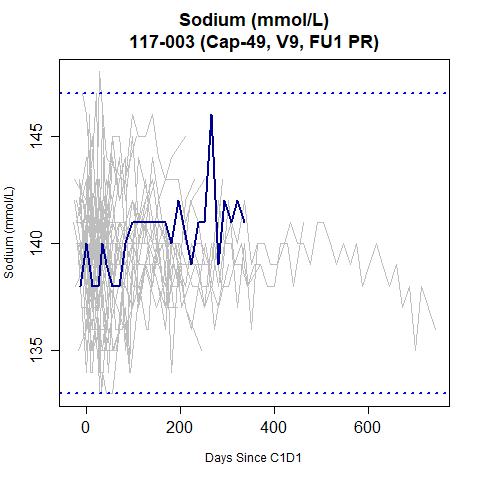 Sodium (mmol/L)
117-003 (Cap-49, V9, FU1 PR)
Sodium (mmol/L)
145
140
135
0 200 400 600
Days Since C1D1